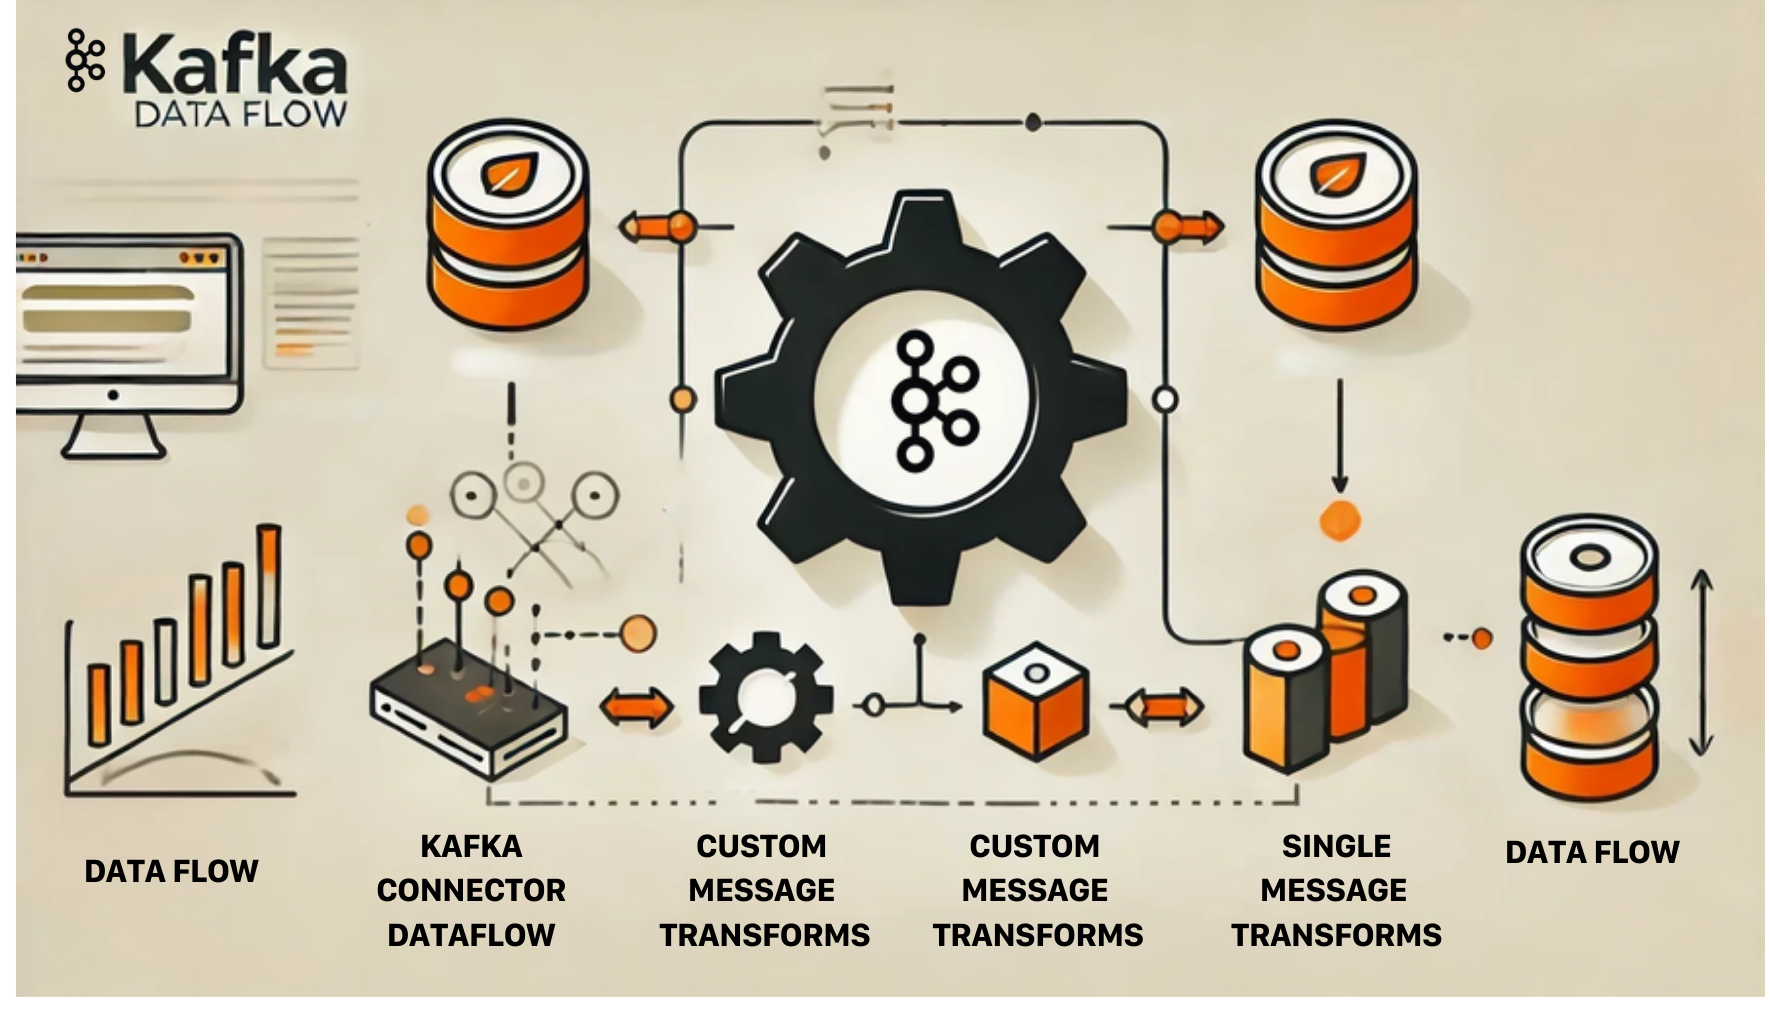 Kafka
DATA FLOW
DATA FLOW
KAFKA
CONNECTOR
DATAFLOW
CUSTOM
MESSAGE
TRANSFORMS
CUSTOM
MESSAGE
TRANSFORMS
SINGLE
MESSAGE
TRANSFORMS
DATA FLOW